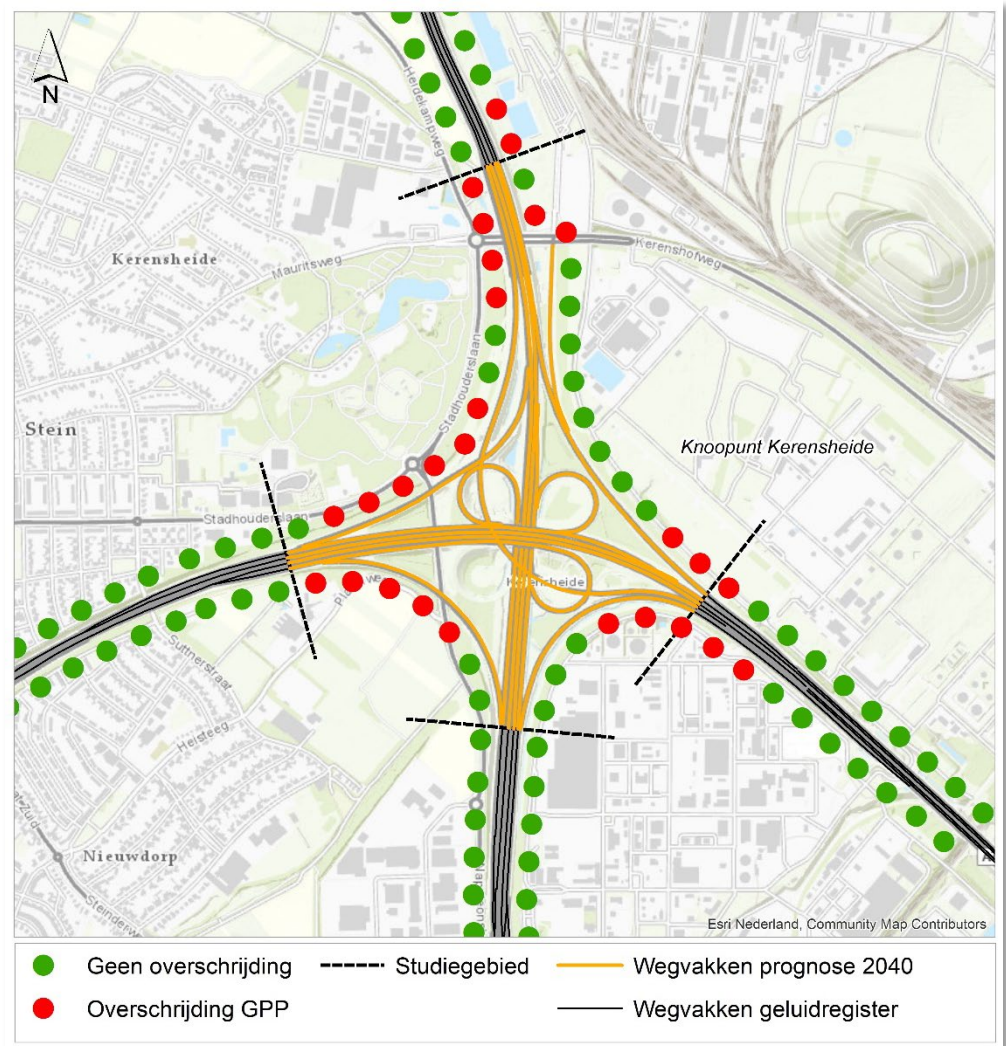 N
Heidekampweg
Kerensheide
Mauritsweg
Kerenshofweg
Stadhouderslaan
Stein
Knoopunt Kerensheide
Stadhouderslaan
Kerensheide
Suttnerstraat
Heisteeg
Nieuwdorp
Esri Nederland, Community Map Contributors
Geen overschrijding
Studiegebied
Wegvakken prognose 2040
Overschrijding GPP
Wegvakken geluidregister